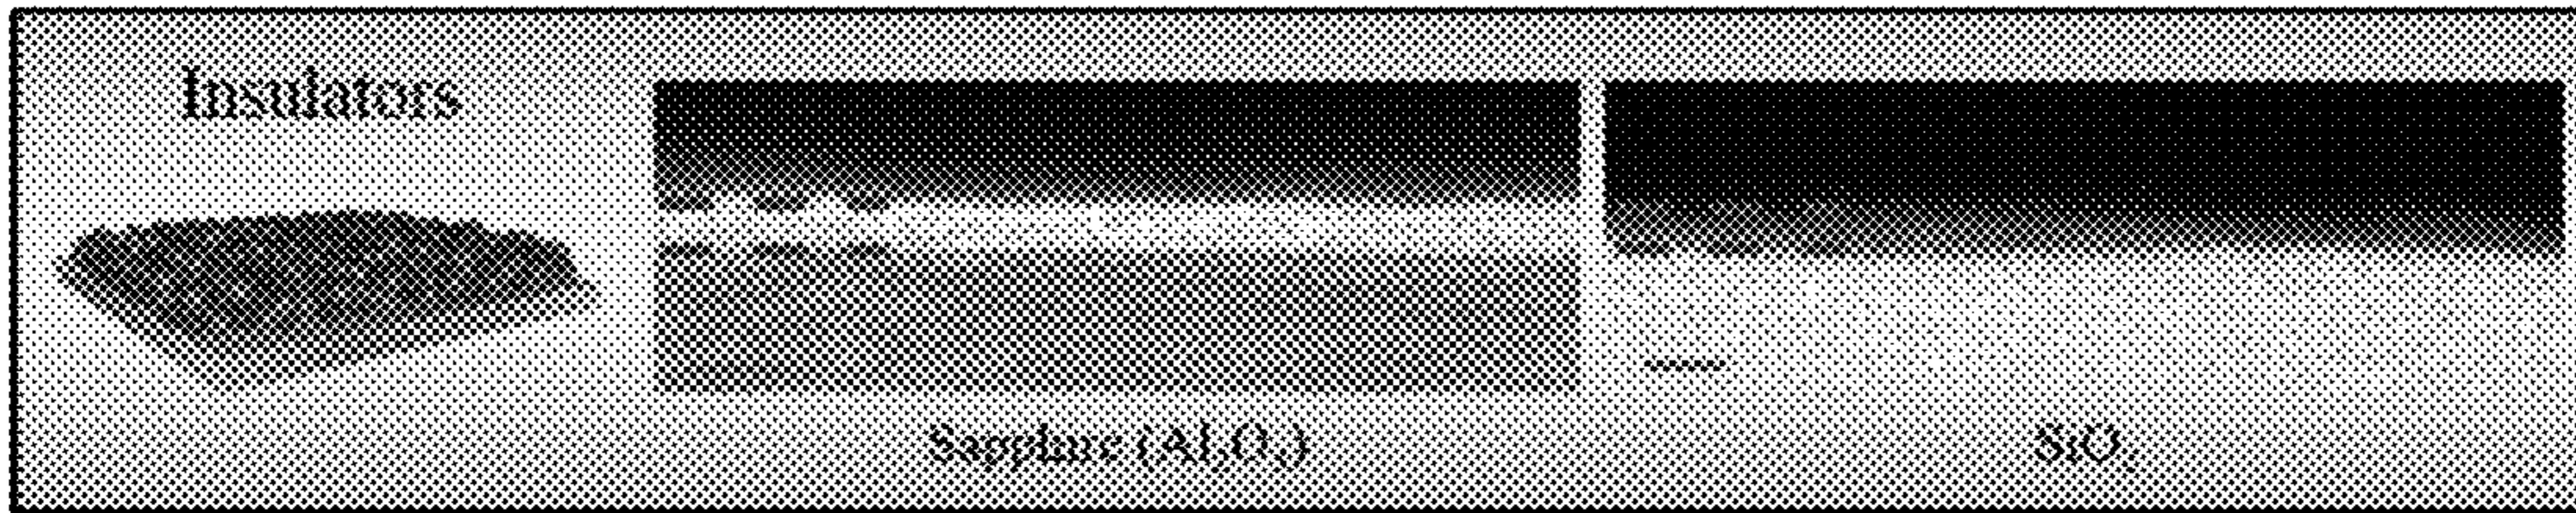 Insulators
Sapphire (Al₂O₃)
SiO₂